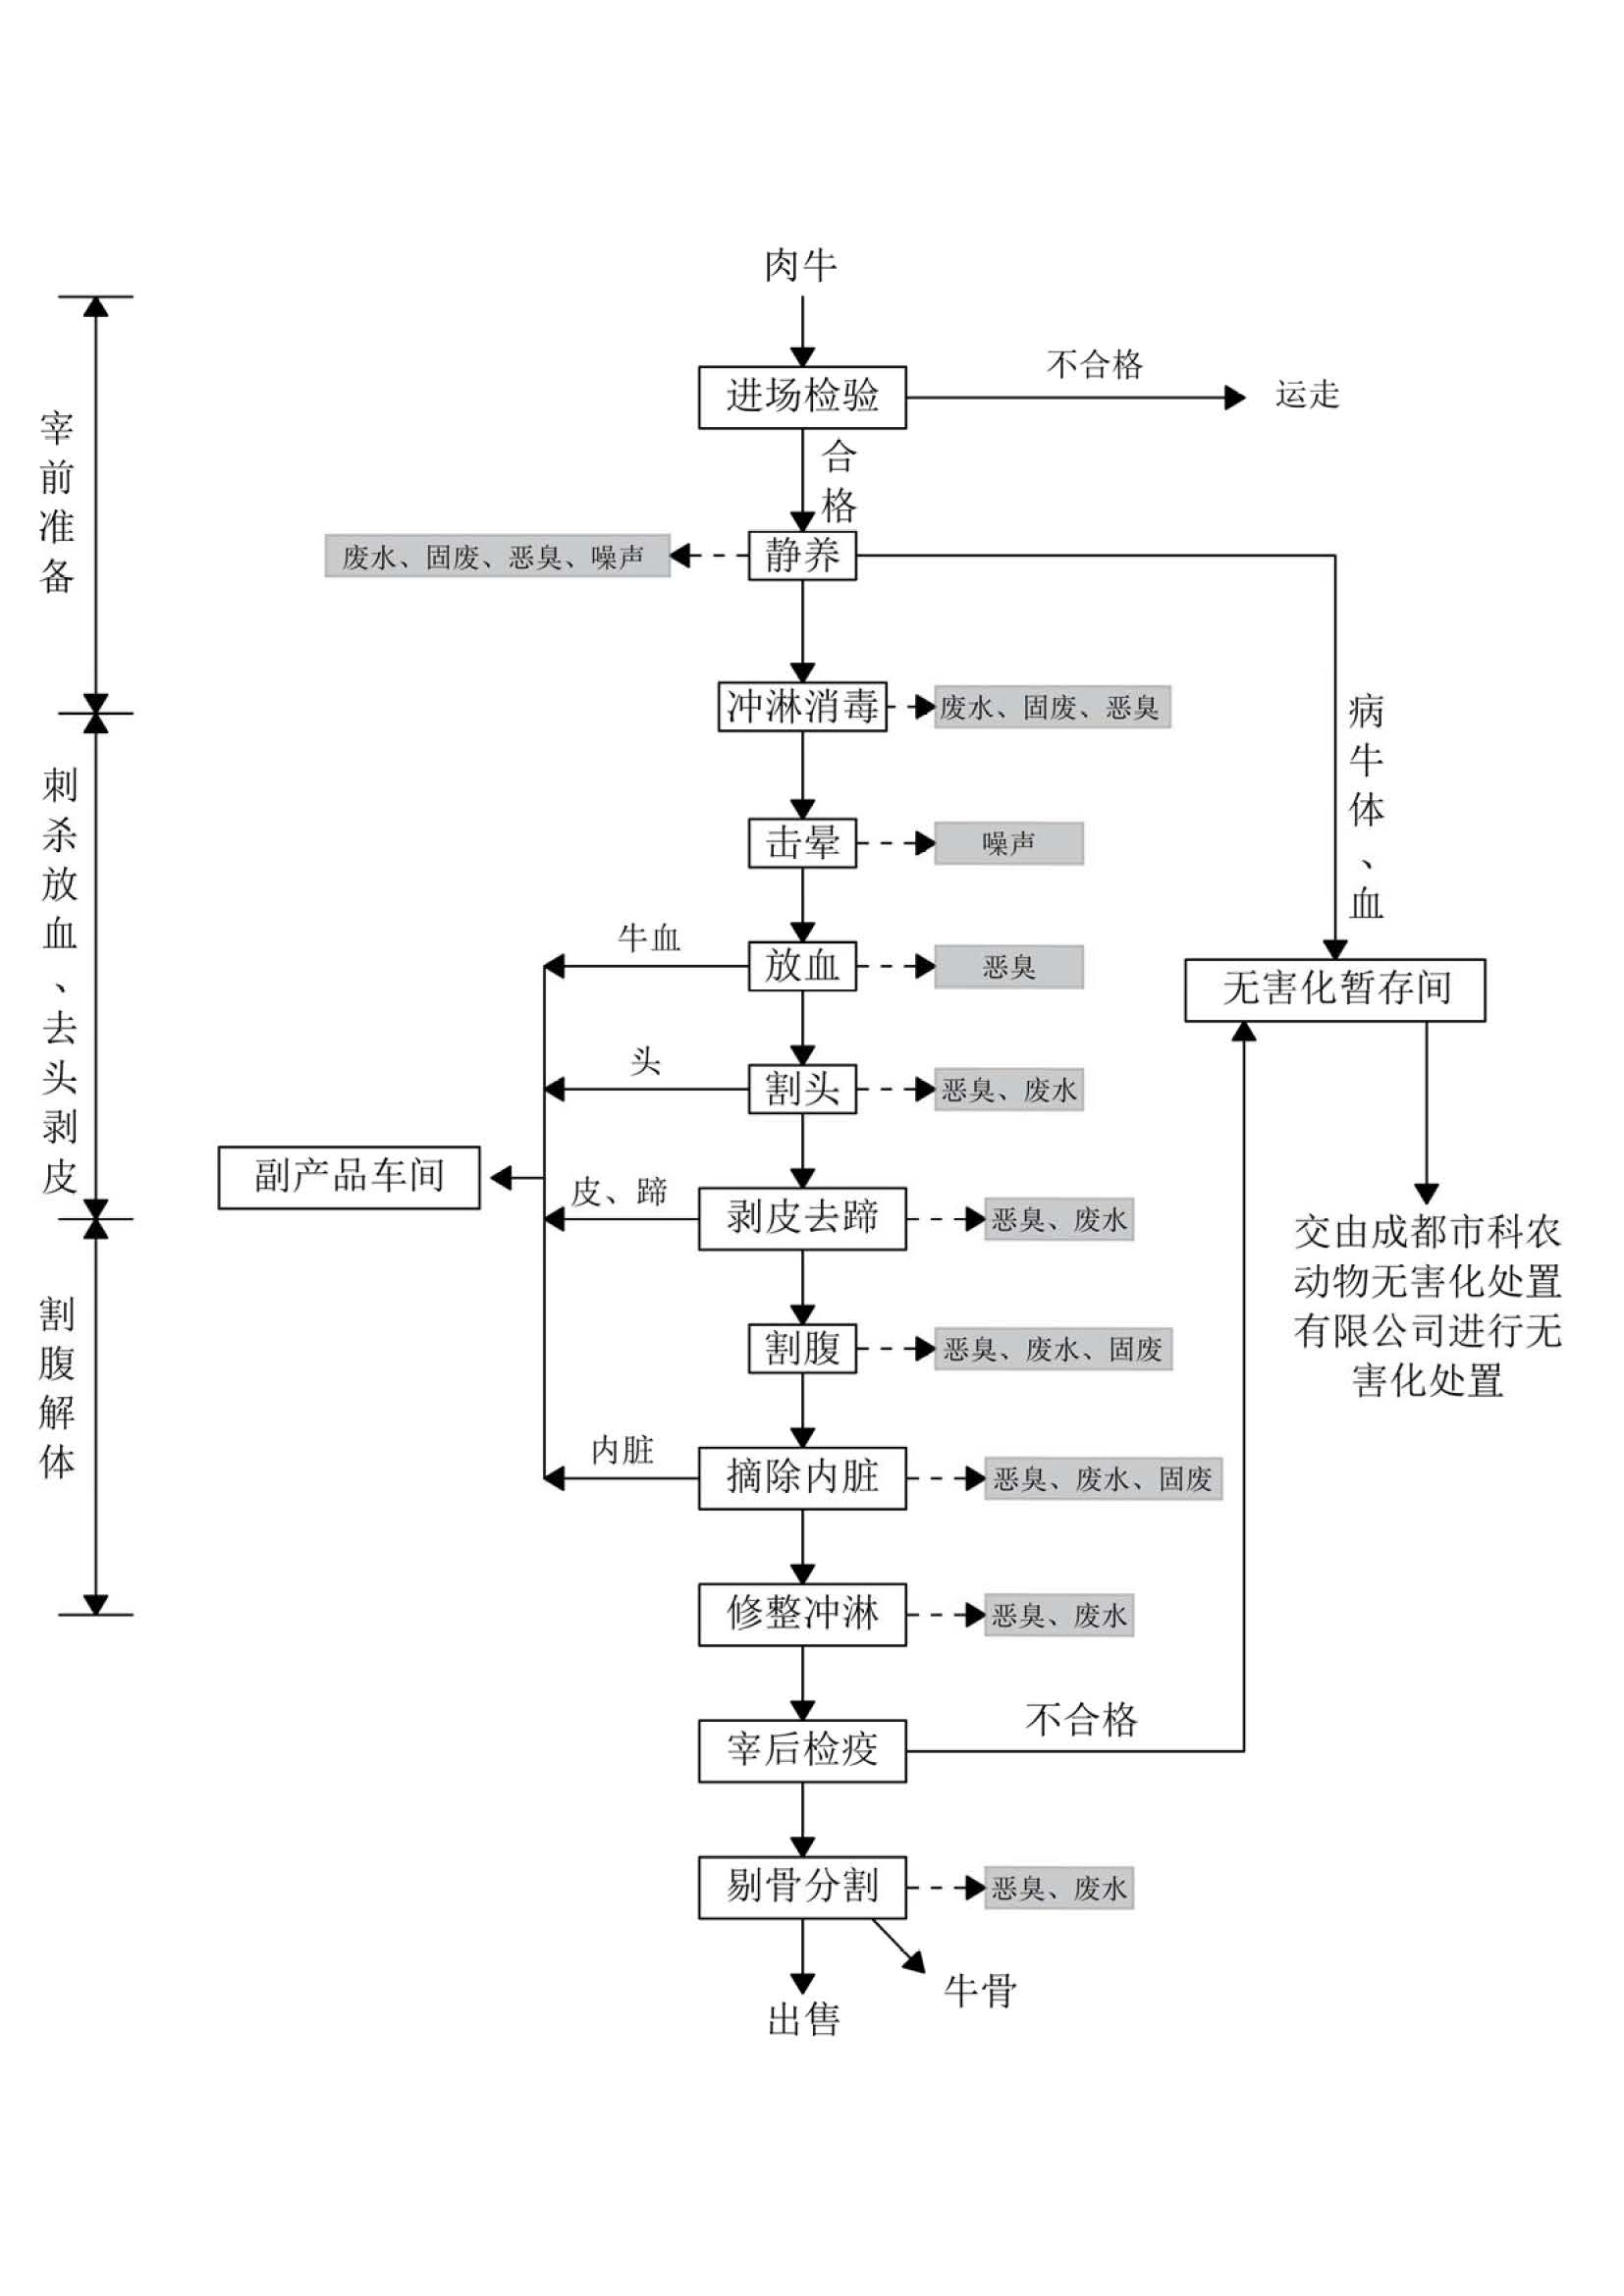 肉牛
进场检验
不合格
运走
合格
宰前准备
废水、固废、恶臭、噪声
静养
冲淋消毒
废水、固废、恶臭
病牛体、血
刺杀放血、去头剥皮
击晕
噪声
牛血
放血
恶臭
无害化暂存间
头
割头
恶臭、废水
副产品车间
皮、蹄
剥皮去蹄
恶臭、废水
交由成都市科农
动物无害化处置
有限公司进行无
害化处置
割腹解体
割腹
恶臭、废水、固废
内脏
摘除内脏
恶臭、废水、固废
修整冲淋
恶臭、废水
宰后检疫
不合格
剔骨分割
恶臭、废水
牛骨
出售